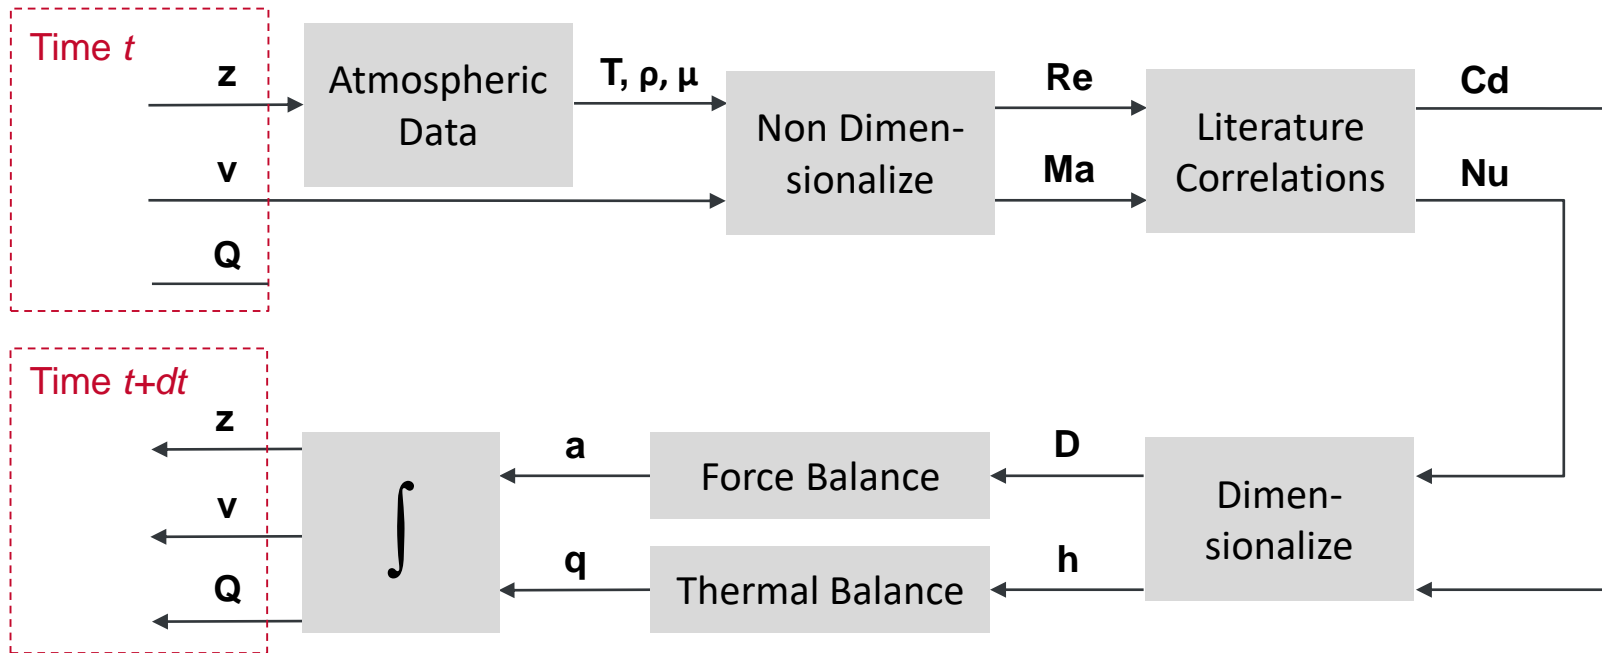 Time t
z
v
Q
Atmospheric
Data
T, ρ, μ
Non Dimen-
sionalize
Re
Ma
Literature
Correlations
Cd
Nu
Time t+dt
z
v
Q
∫
a
q
Force Balance
Thermal Balance
D
h
Dimen-
sionalize